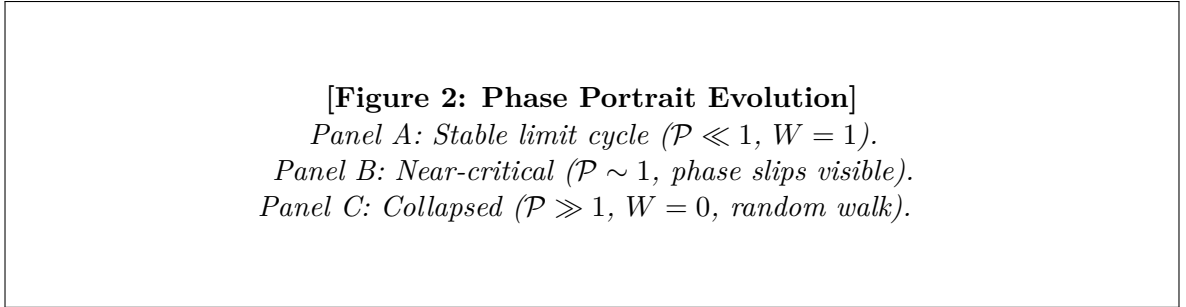 [Figure 2: Phase Portrait Evolution]
Panel A: Stable limit cycle (𝒫 ≪ 1, W = 1).
Panel B: Near-critical (𝒫 ∼ 1, phase slips visible).
Panel C: Collapsed (𝒫 ≫ 1, W = 0, random walk).